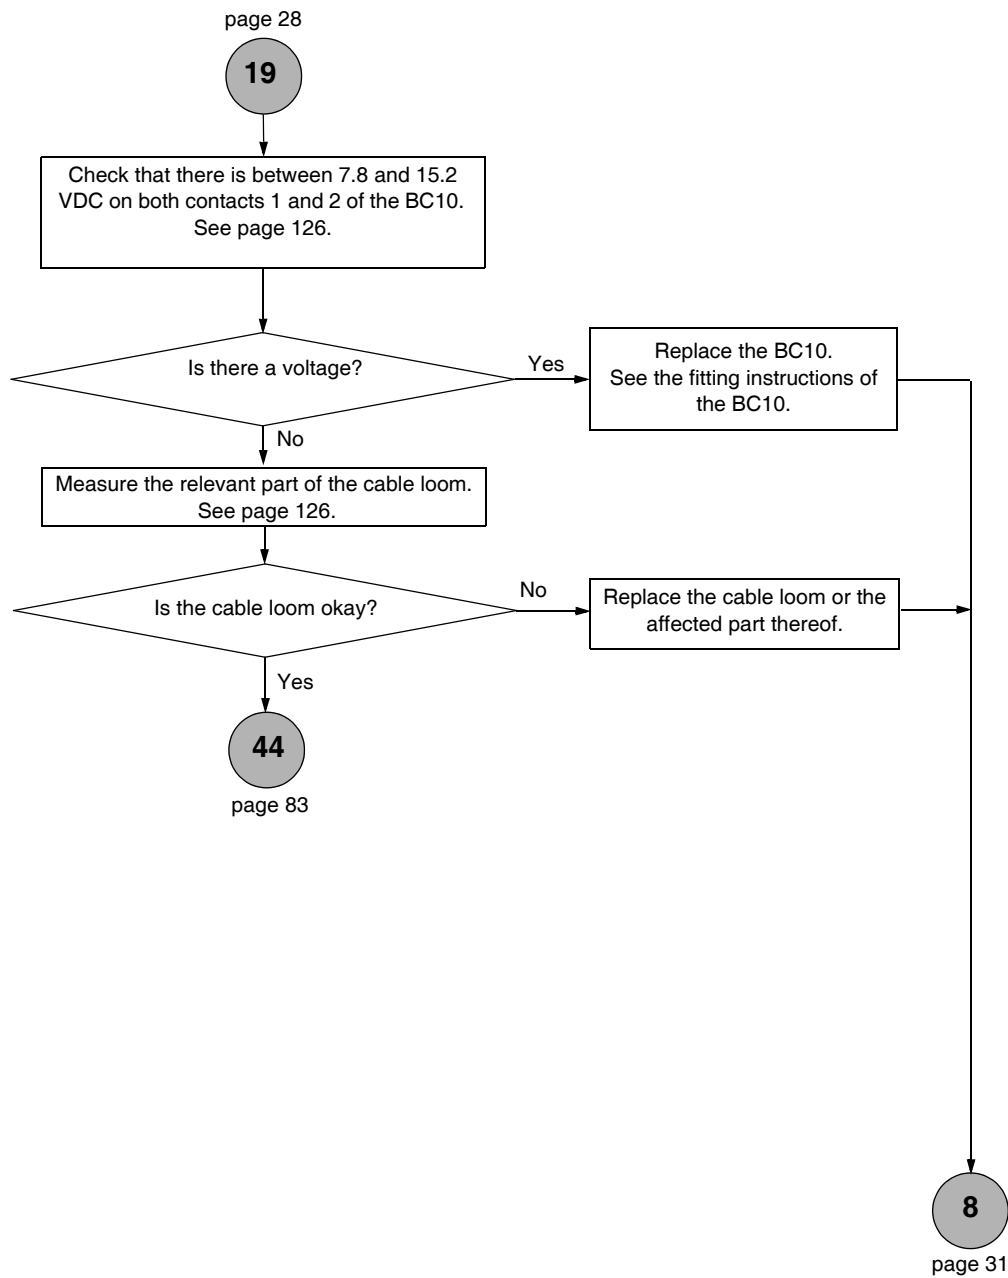 page 28
19
Check that there is between 7.8 and 15.2
VDC on both contacts 1 and 2 of the BC10.
See page 126.
Is there a voltage?
Yes
Replace the BC10.
See the fitting instructions of
the BC10.
No
Measure the relevant part of the cable loom.
See page 126.
Is the cable loom okay?
No
Replace the cable loom or the
affected part thereof.
Yes
44
page 83
8
page 31